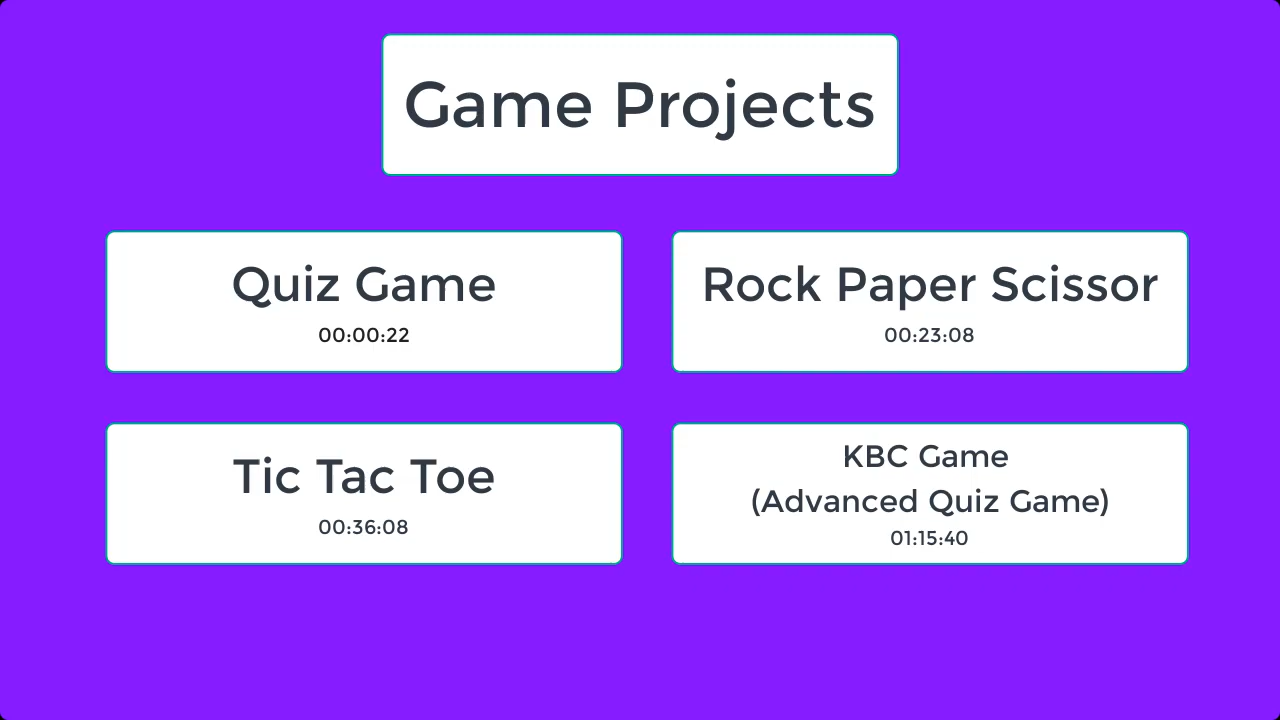 Game Projects
Quiz Game
00:00:22
Rock Paper Scissor
00:23:08
Tic Tac Toe
00:36:08
KBC Game
(Advanced Quiz Game)
01:15:40